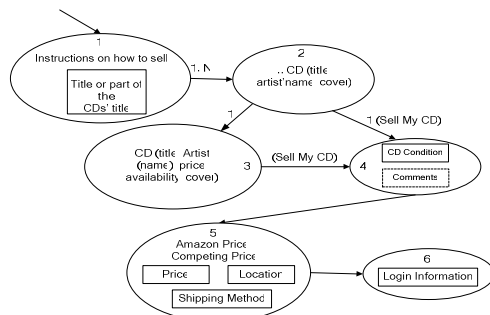 1
Instructions on how to sell
Title or part of
the
CDs' title
1. N
2
.. CD (title
artist'name cover)
1
1 (Sell My CD)
CD (title Artist
(name) price
availability cover)
3
(Sell My CD)
4
CD Condition
Comments
5
Amazon Price
Competing Price
Price
Location
Shipping Method
6
Login Information